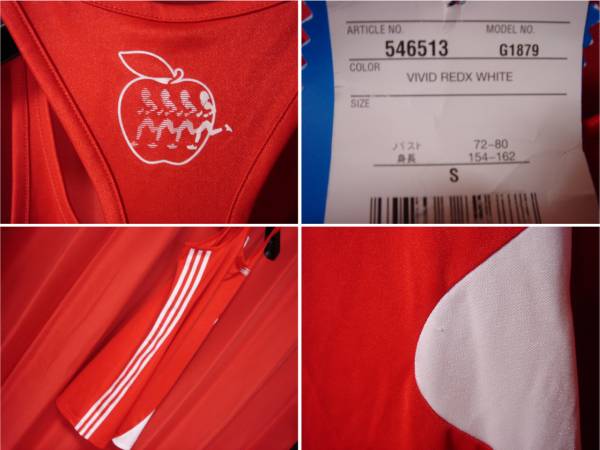 ARTICLE NO. MODEL NO.
546513 G1879
COLOR
VIVID REDX WHITE
SIZE
バスト 72-80
身長 154-162
S